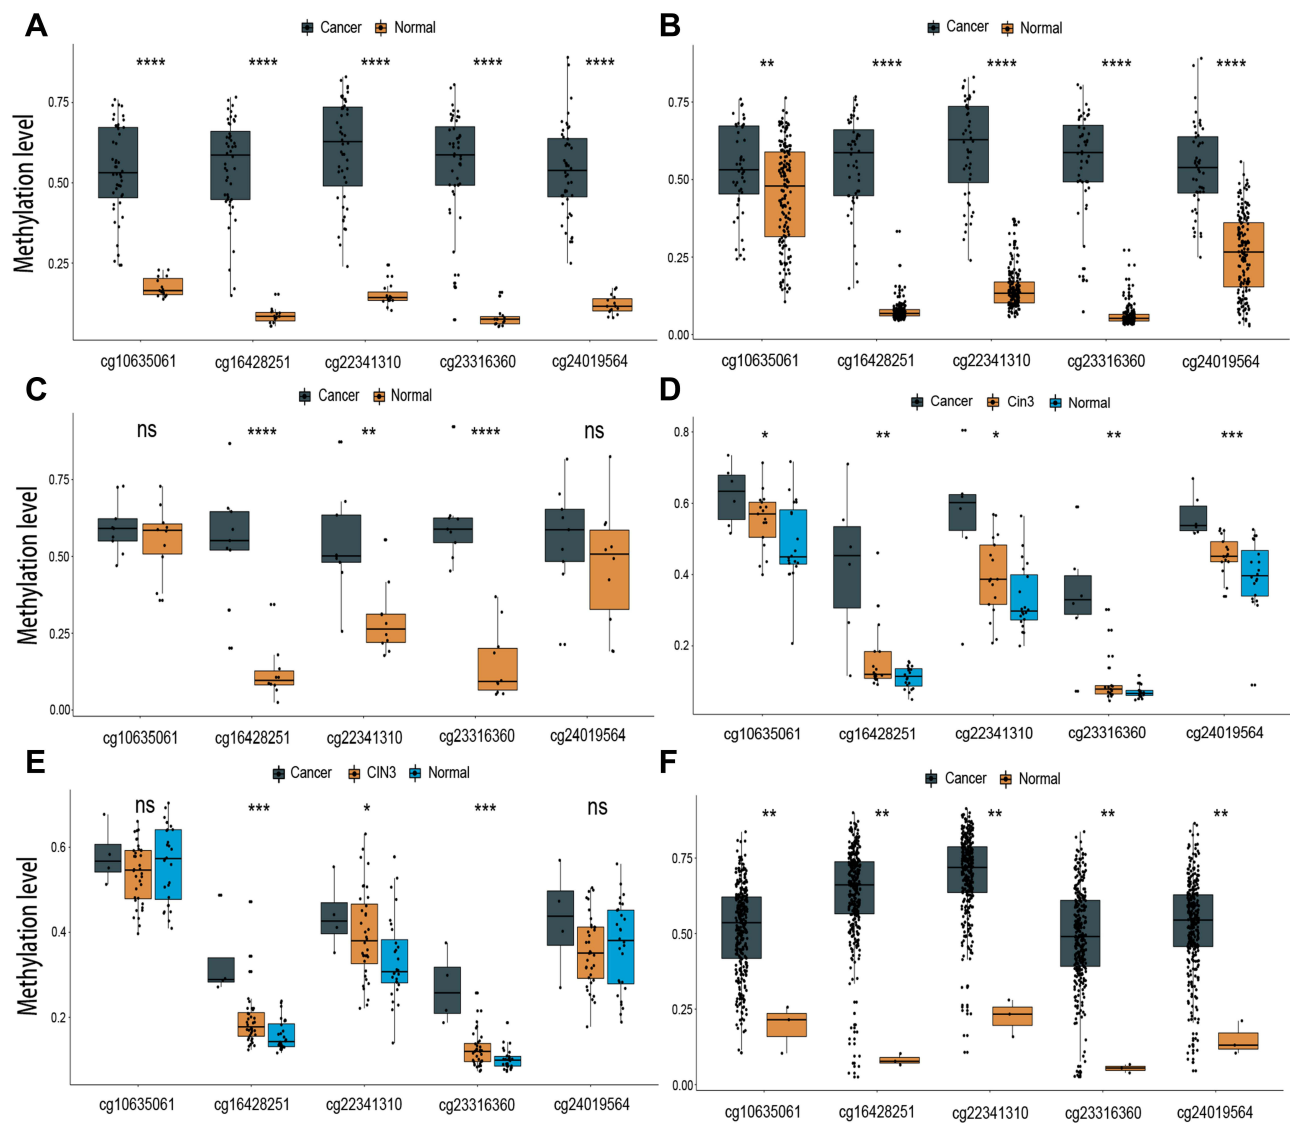 A
Cancer Normal
Methylation level
0.75
0.50
0.25
**** **** **** **** ****
cg10635061 cg16428251 cg22341310 cg23316360 cg24019564
B
Cancer Normal
0.75
0.50
0.25
0.00
** **** **** **** ****
cg10635061 cg16428251 cg22341310 cg23316360 cg24019564
C
Cancer Normal
Methylation level
0.75
0.50
0.25
0.00
ns **** ** **** ns
cg10635061 cg16428251 cg22341310 cg23316360 cg24019564
D
Cancer Cin3 Normal
0.8
0.6
0.4
0.2
* ** * ** ***
cg10635061 cg16428251 cg22341310 cg23316360 cg24019564
E
Cancer CIN3 Normal
Methylation level
0.6
0.4
0.2
ns *** * *** ns
cg10635061 cg16428251 cg22341310 cg23316360 cg24019564
F
Cancer Normal
0.75
0.50
0.25
0.00
** ** ** ** **
cg10635061 cg16428251 cg22341310 cg23316360 cg24019564